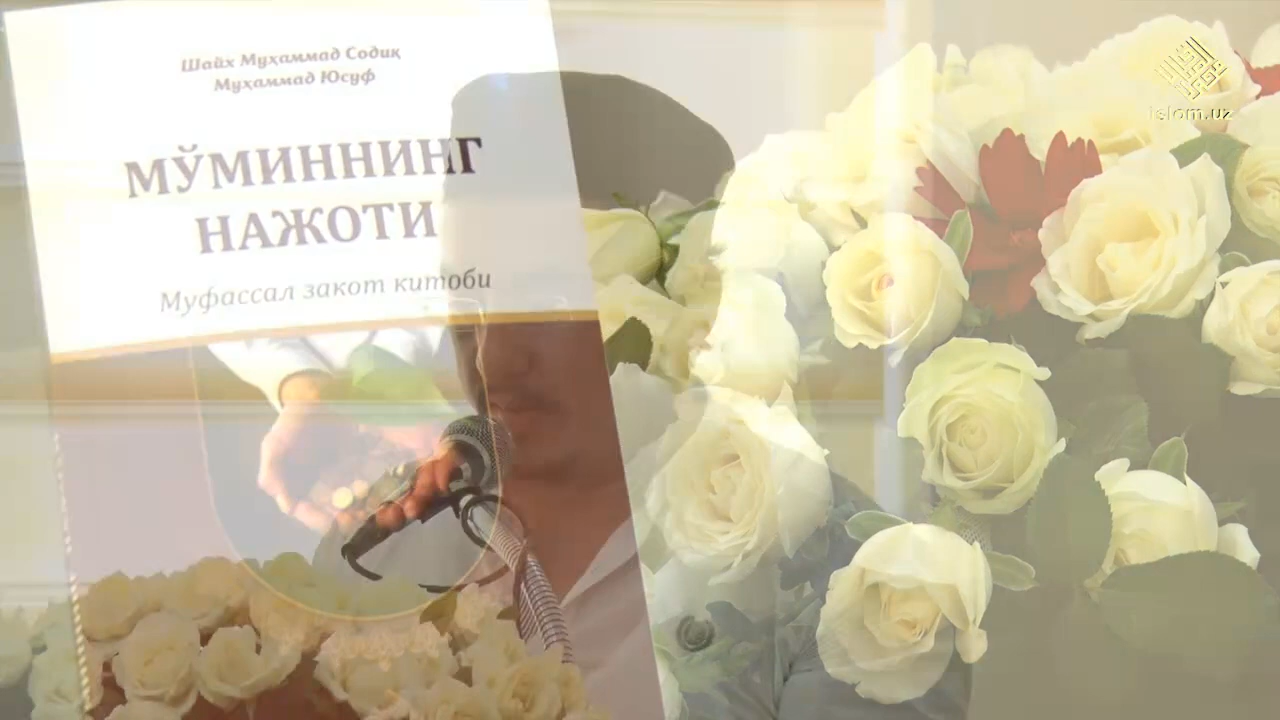 Шайх Муҳаммад Содиқ
Муҳаммад Юсуф
МЎМИННИНГ
НАЖОТИ
Муфассал закот китоби
islom.uz